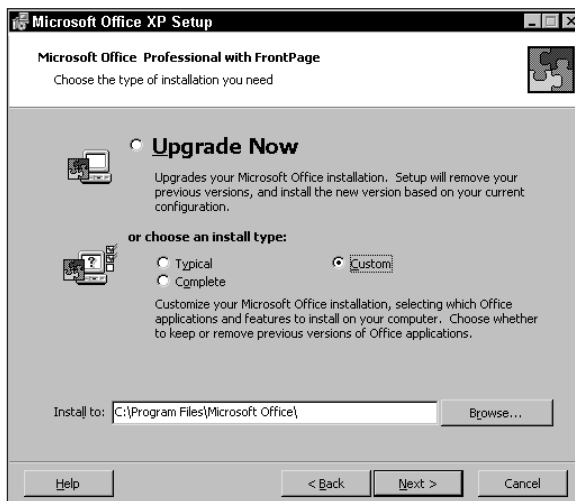 Microsoft Office XP Setup
Microsoft Office Professional with FrontPage
Choose the type of installation you need
Upgrade Now
Upgrades your Microsoft Office installation. Setup will remove your
previous versions, and install the new version based on your current
configuration.
or choose an install type:
Typical
Custom
Complete
Customize your Microsoft Office installation, selecting which Office
applications and features to install on your computer. Choose whether
to keep or remove previous versions of Office applications.
Install to: C:\Program Files\Microsoft Office\ Browse...
Help < Back Next > Cancel